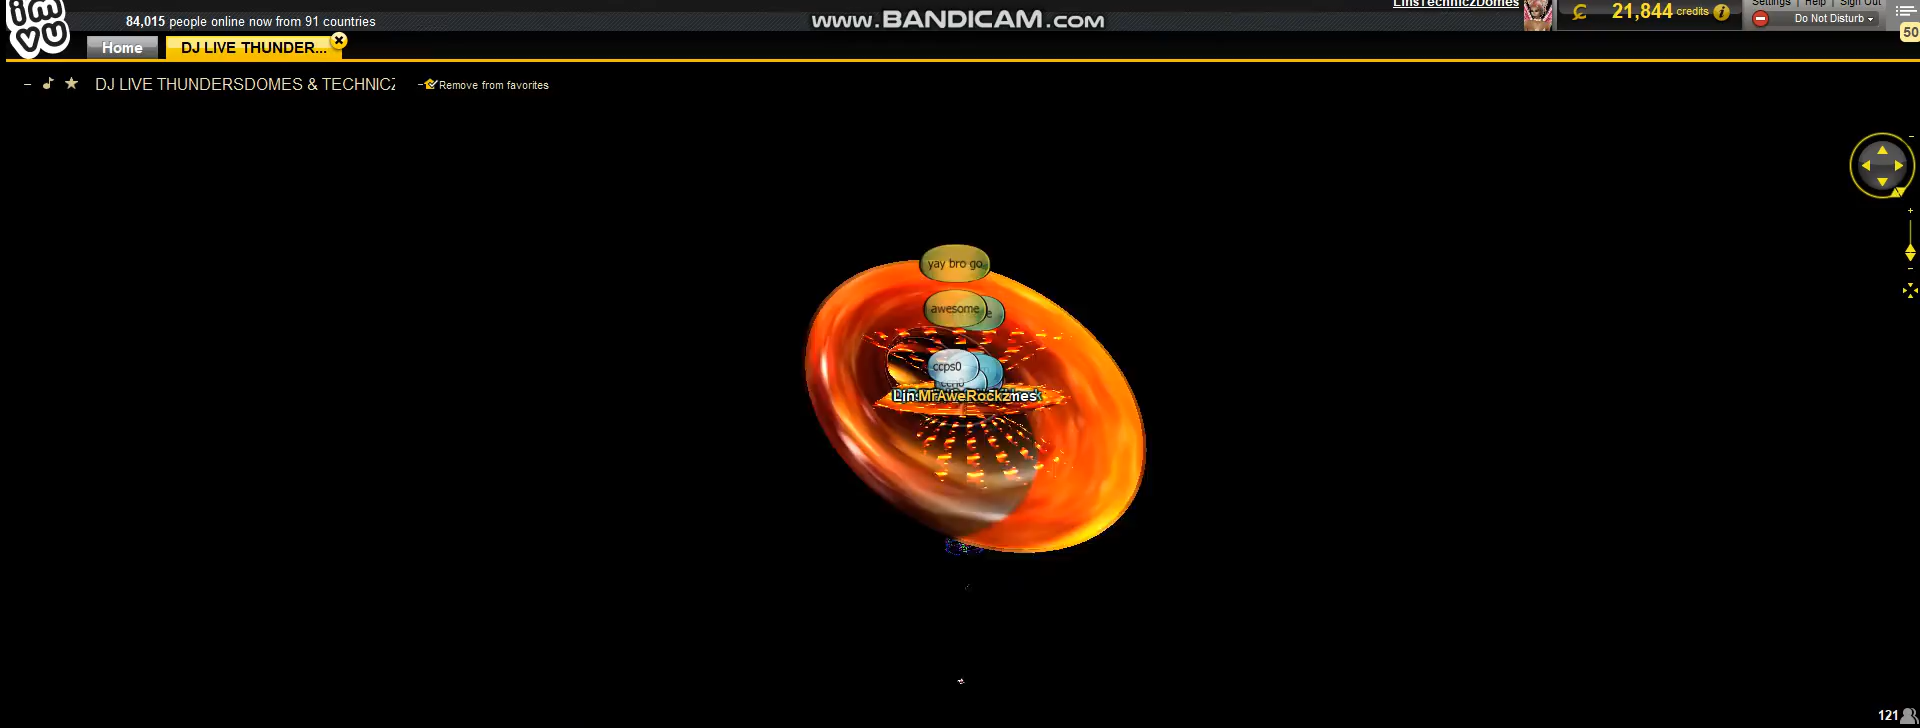 imvu
84,015 people online now from 91 countries
WWW.BANDICAM.COM
LinsTechniczDomes
21,844 credits
Settings | Help | Sign Out
Do Not Disturb
50
Home
DJ LIVE THUNDER...
DJ LIVE THUNDERSDOMES & TECHNICZ
Remove from favorites
yay bro go
awesome
ccps0
MrAweRockz
121